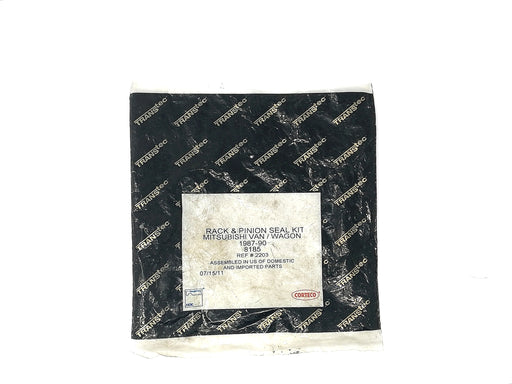 TRANStec
RACK & PINION SEAL KIT
MITSUBISHI VAN / WAGON
1987-90
8185
REF # 2203
ASSEMBLED IN US OF DOMESTIC
AND IMPORTED PARTS
07/15/11
CORTECO